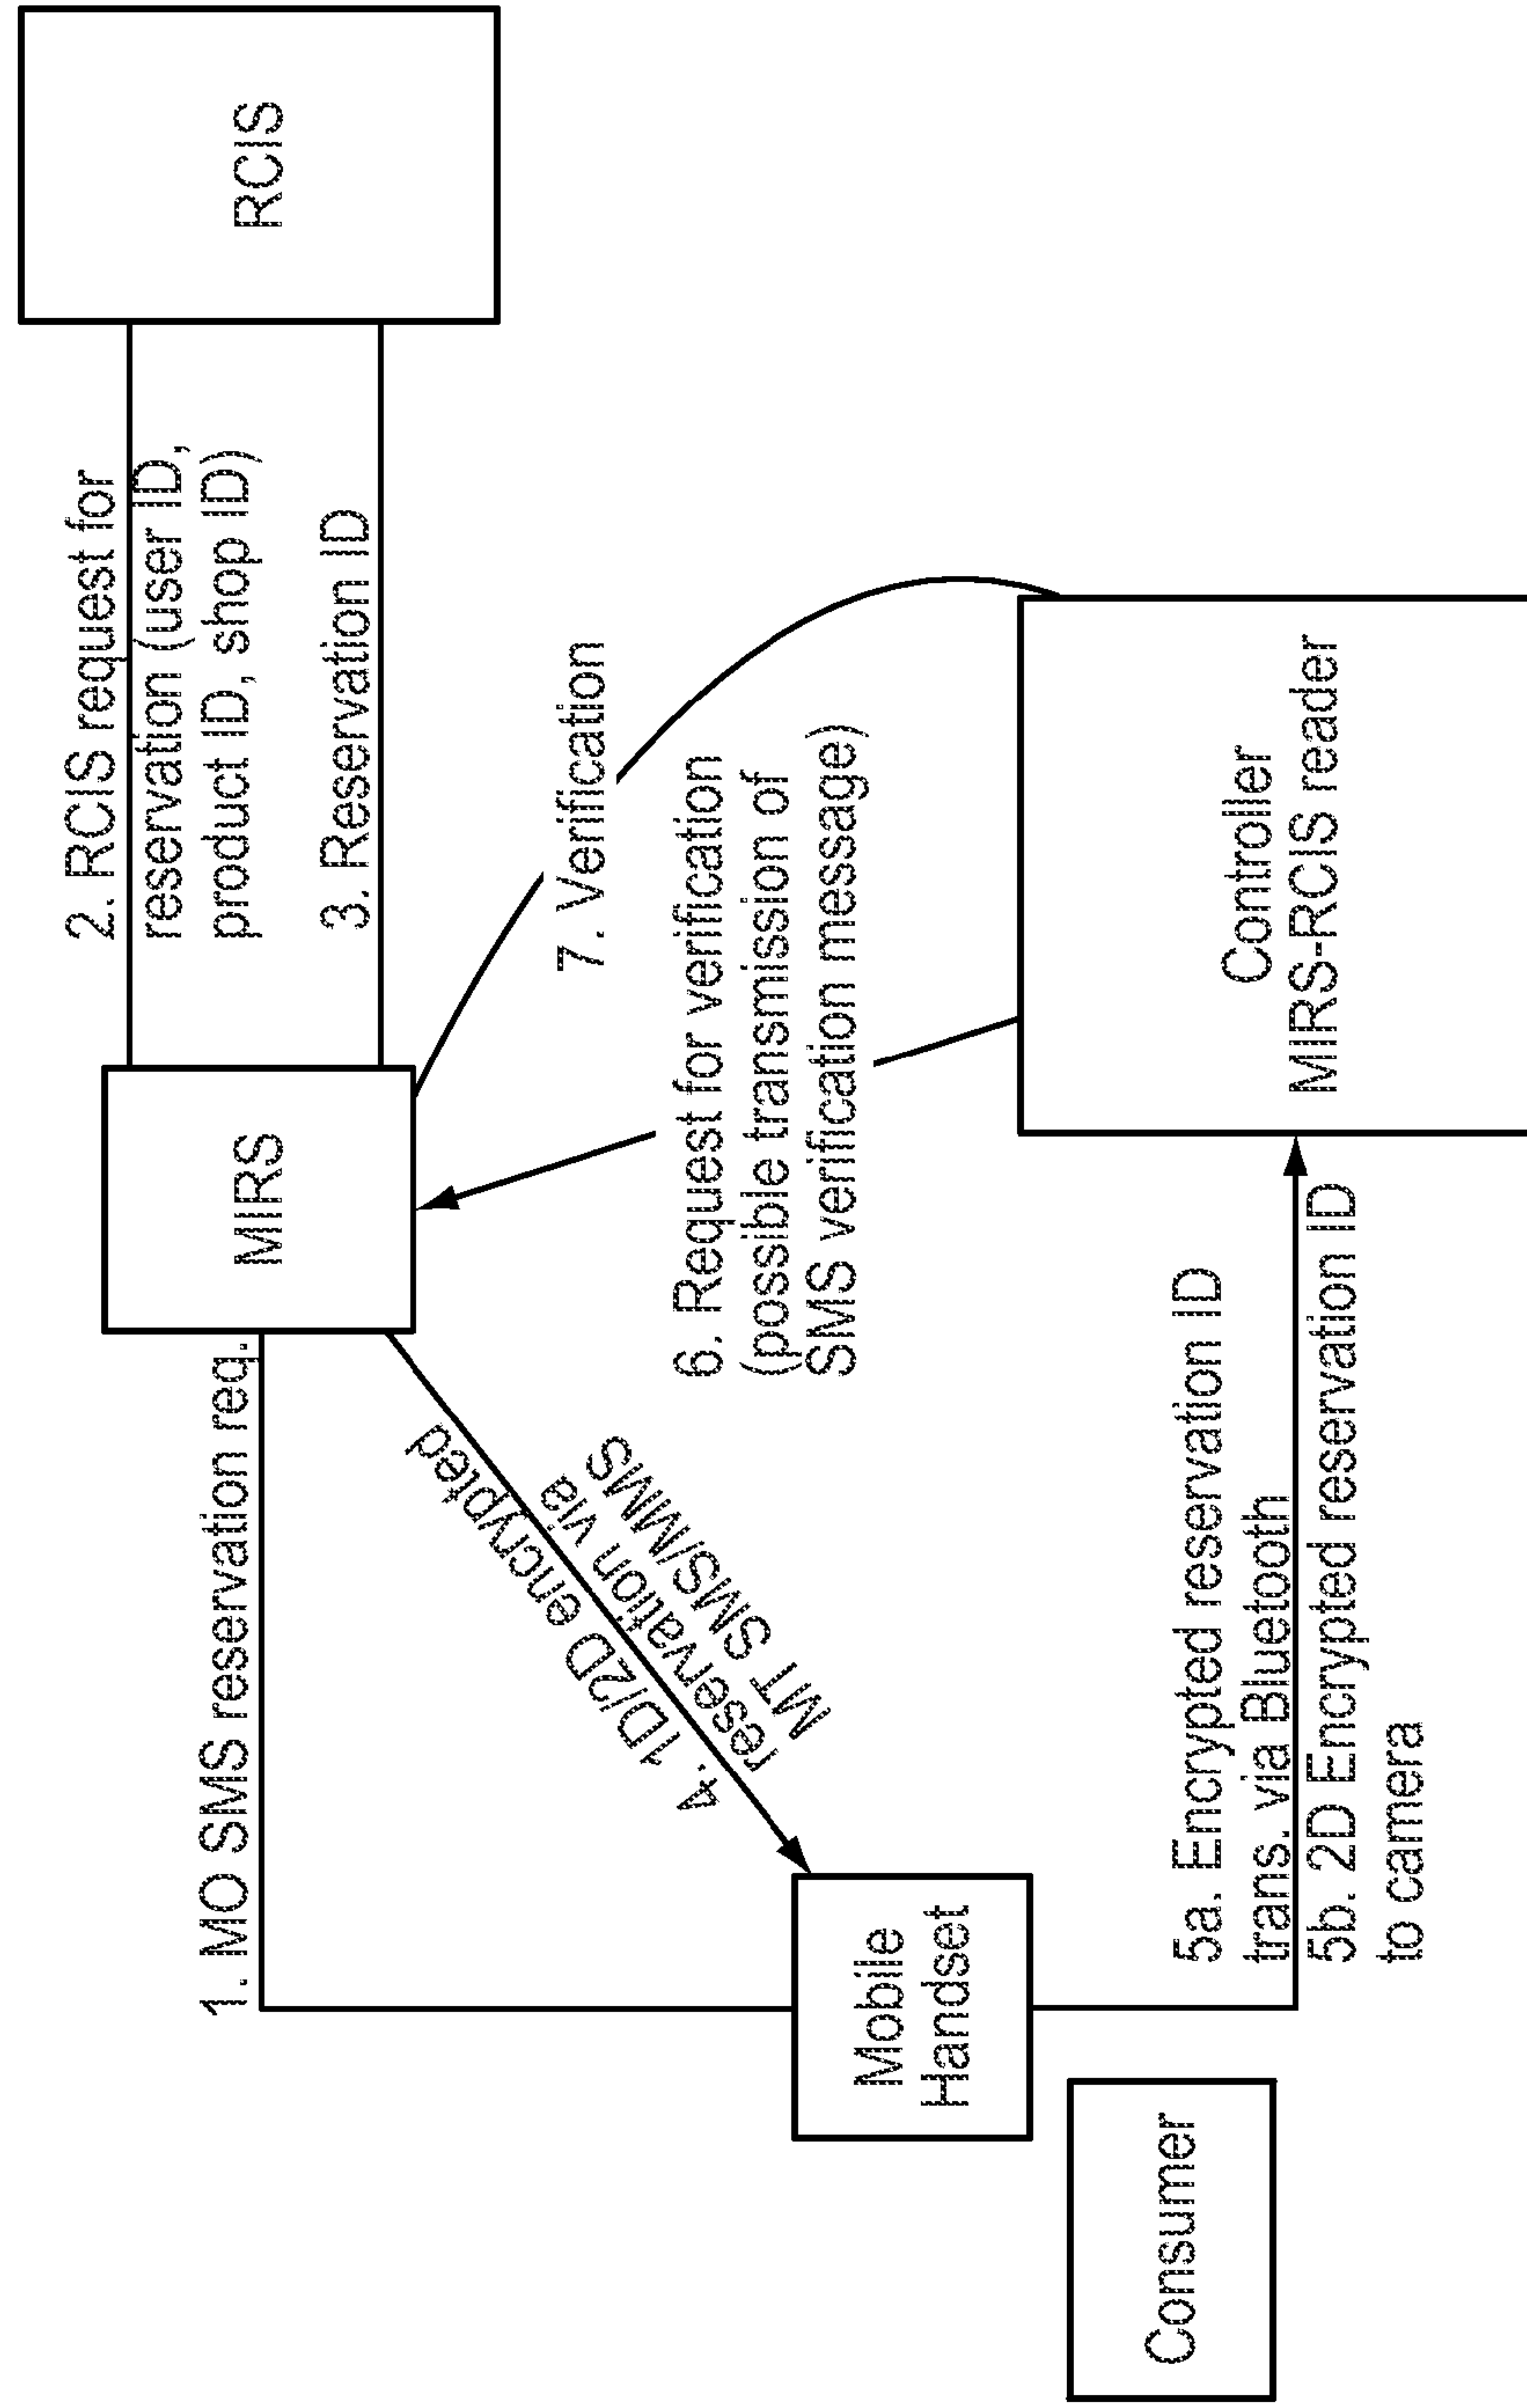 RCIS
2. RCIS request for
reservation (user ID,
product ID, shop ID)
3. Reservation ID
MIRS
1. MO SMS reservation req.
4. 1D/2D encrypted
reservation via
MT SMS/MMS
7. Verification
6. Request for verification
(possible transmission of
SMS verification message)
Mobile
Handset
Controller
MIRS-RCIS reader
5a. Encrypted reservation ID
trans. via Bluetooth
5b. 2D Encrypted reservation ID
to camera
Consumer